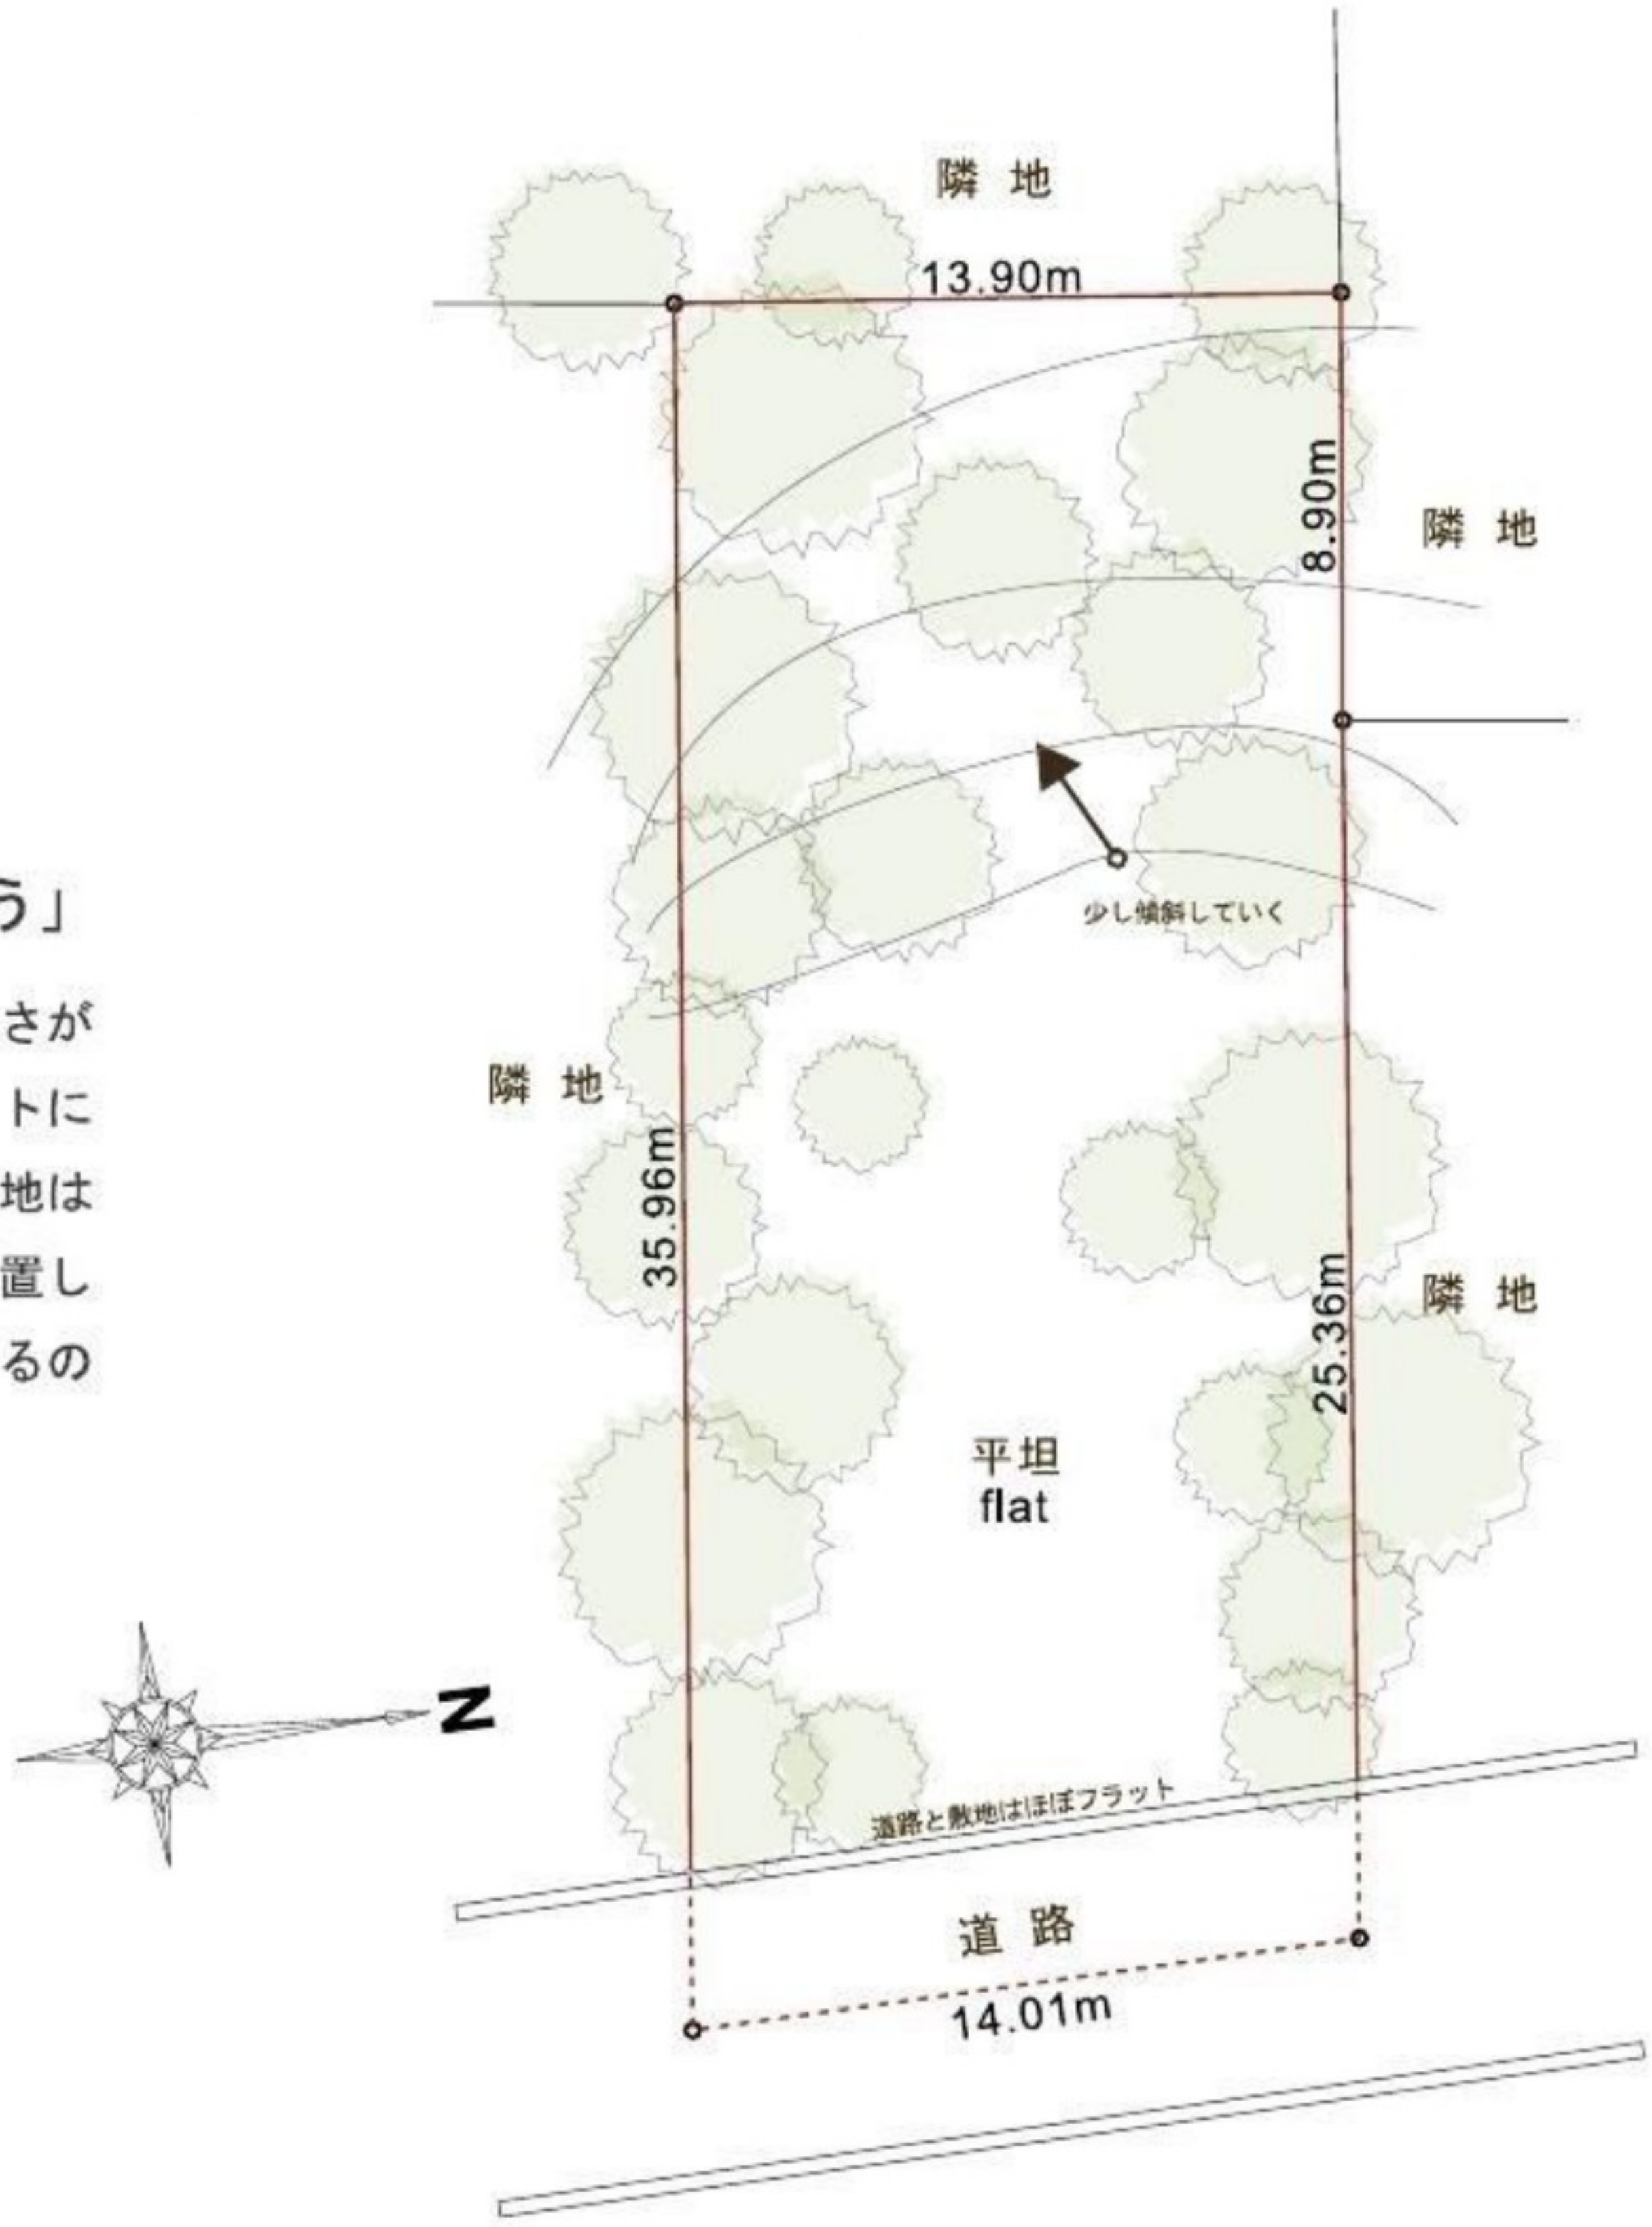 隣地
13.90m
8.90m
隣地
う」
さが
トに
地は
置し
るの
少し傾斜していく
隣地
35.96m
25.36m
隣地
平坦
flat
N
道路と敷地はほぼフラット
道路
14.01m